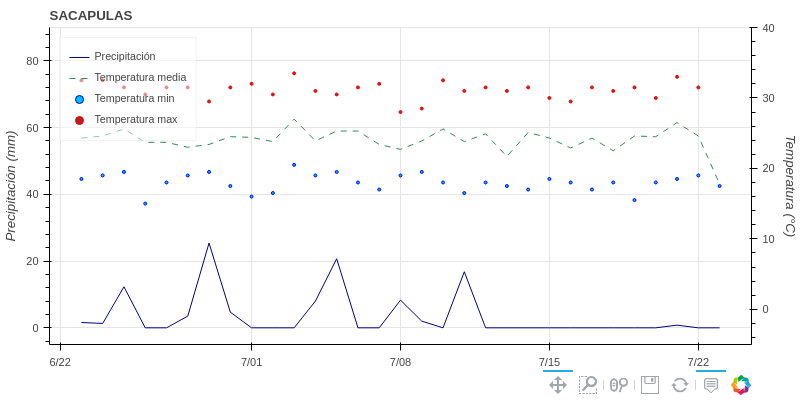 SACAPULAS
Precipitación
Temperatura media
Temperatura min
Temperatura max
Precipitación (mm)
80
60
40
20
0
Temperatura (°C)
40
30
20
10
0
6/22
7/01
7/08
7/15
7/22